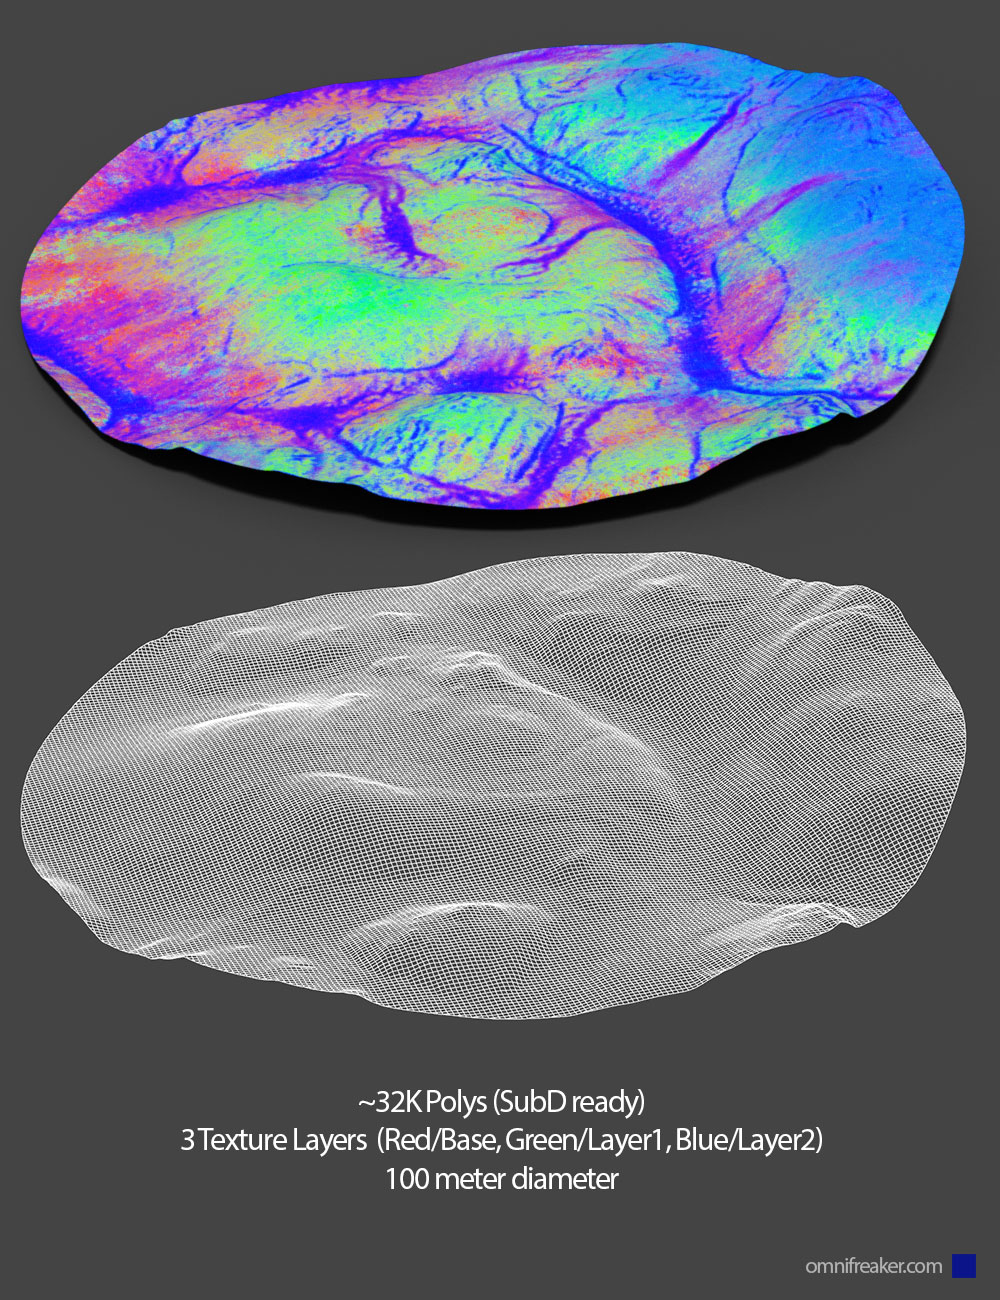 ~32K Polys (SubD ready)
3 Texture Layers (Red/Base, Green/Layer1, Blue/Layer2)
100 meter diameter
omnifreaker.com